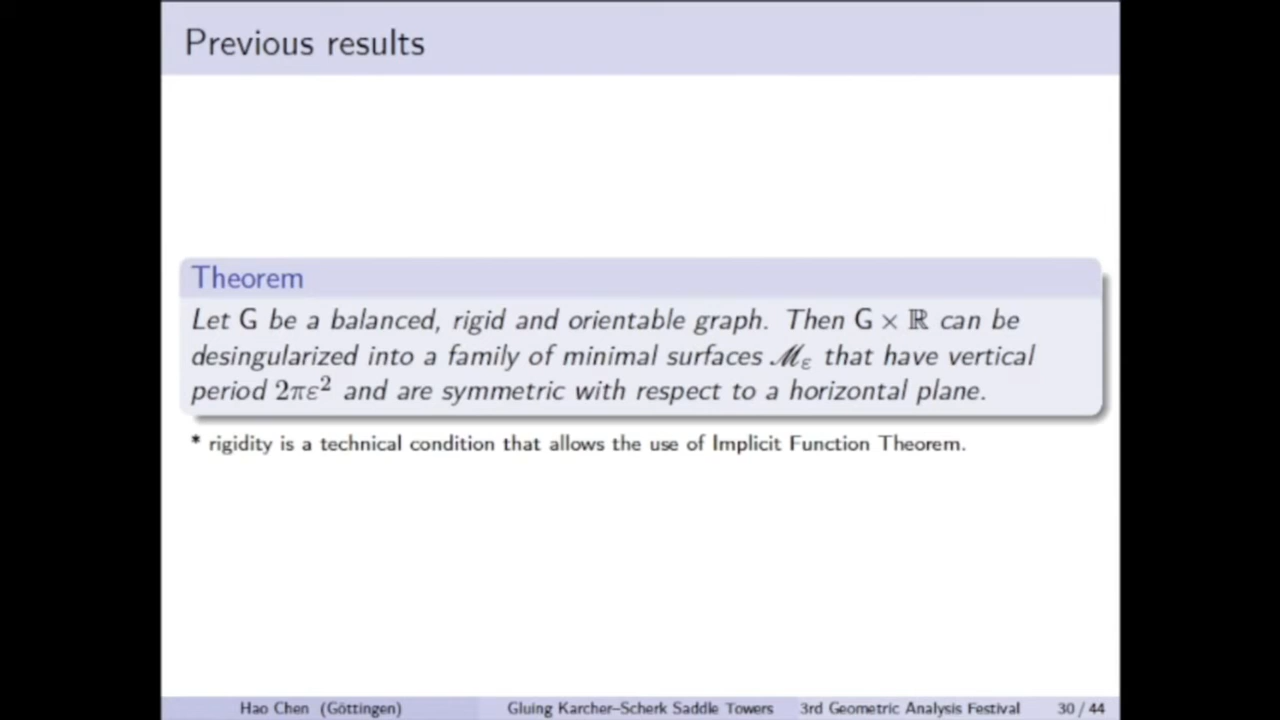 Previous results
Theorem
Let G be a balanced, rigid and orientable graph. Then G × ℝ can be
desingularized into a family of minimal surfaces ℳ_ε that have vertical
period 2πε² and are symmetric with respect to a horizontal plane.
* rigidity is a technical condition that allows the use of Implicit Function Theorem.
Hao Chen (Göttingen) Gluing Karcher–Scherk Saddle Towers 3rd Geometric Analysis Festival 30 / 44